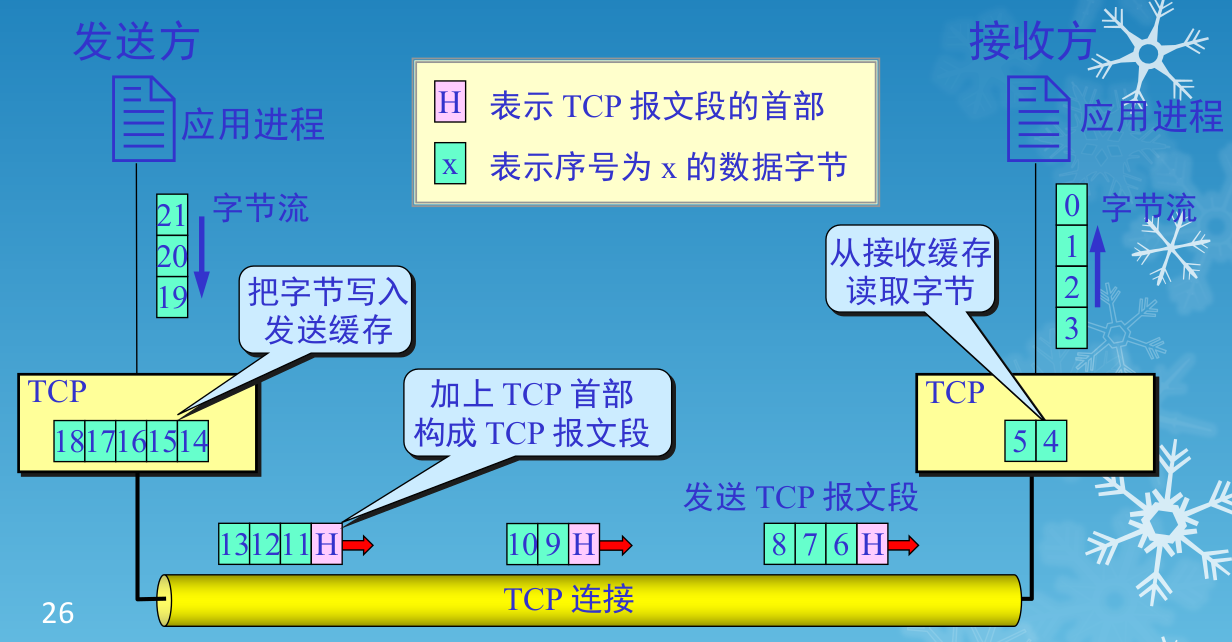 发送方
接收方
应用进程
H 表示 TCP 报文段的首部
x 表示序号为 x 的数据字节
应用进程
21
20
19
字节流
把字节写入
发送缓存
从接收缓存
读取字节
0
1
2
3
字节流
TCP
18 17 16 15 14
加上 TCP 首部
构成 TCP 报文段
TCP
5 4
发送 TCP 报文段
13 12 11 H
10 9 H
8 7 6 H
TCP 连接
26